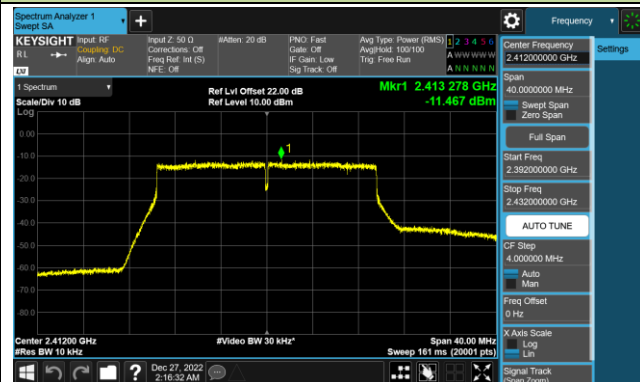 Spectrum Analyzer 1
Swept SA
+
Frequency
KEYSIGHT
Input: RF
Input Z: 50 Ω
#Atten: 20 dB
PNO: Fast
Avg Type: Power (RMS)
1 2 3 4 5 6
RL
Coupling: DC
Corrections: Off
Gate: Off
Avg|Hold: 100/100
A W W W W W
Align: Auto
Freq Ref: Int (S)
IF Gain: Low
Trig: Free Run
NFE: Off
Sig Track: Off
A N N N N N
LXI
1 Spectrum
Scale/Div 10 dB
Log
Ref Lvl Offset 22.00 dB
Ref Level 10.00 dBm
Mkr1 2.413 278 GHz
-11.467 dBm
1
0.00
-10.0
-20.0
-30.0
-40.0
-50.0
-60.0
-70.0
-80.0
Center 2.41200 GHz
#Video BW 30 kHz*
Span 40.00 MHz
#Res BW 10 kHz
Sweep 161 ms (20001 pts)
Dec 27, 2022
2:16:32 AM
?
Center Frequency
2.412000000 GHz
Settings
Span
40.0000000 MHz
Swept Span
Zero Span
Full Span
Start Freq
2.392000000 GHz
Stop Freq
2.432000000 GHz
AUTO TUNE
CF Step
4.000000 MHz
Auto
Man
Freq Offset
0 Hz
X Axis Scale
Log
Lin
Signal Track
(Span Zoom)